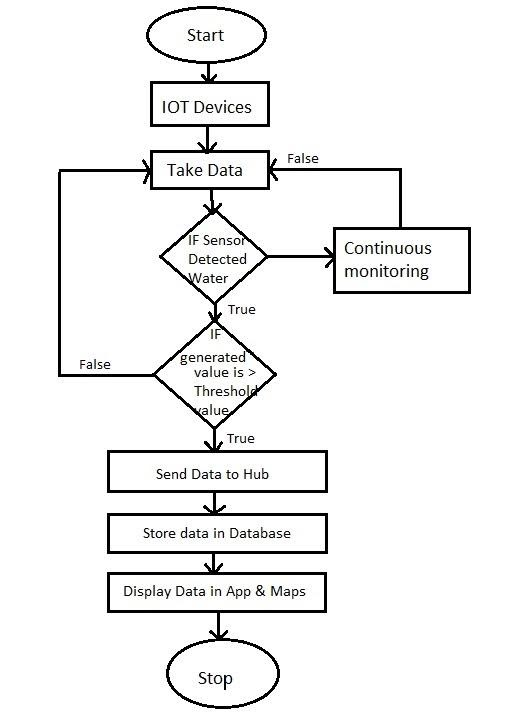 Start
IOT Devices
Take Data
False
IF Sensor
Detected
Water
Continuous
monitoring
True
IF
generated
value is >
Threshold
value
False
True
Send Data to Hub
Store data in Database
Display Data in App & Maps
Stop